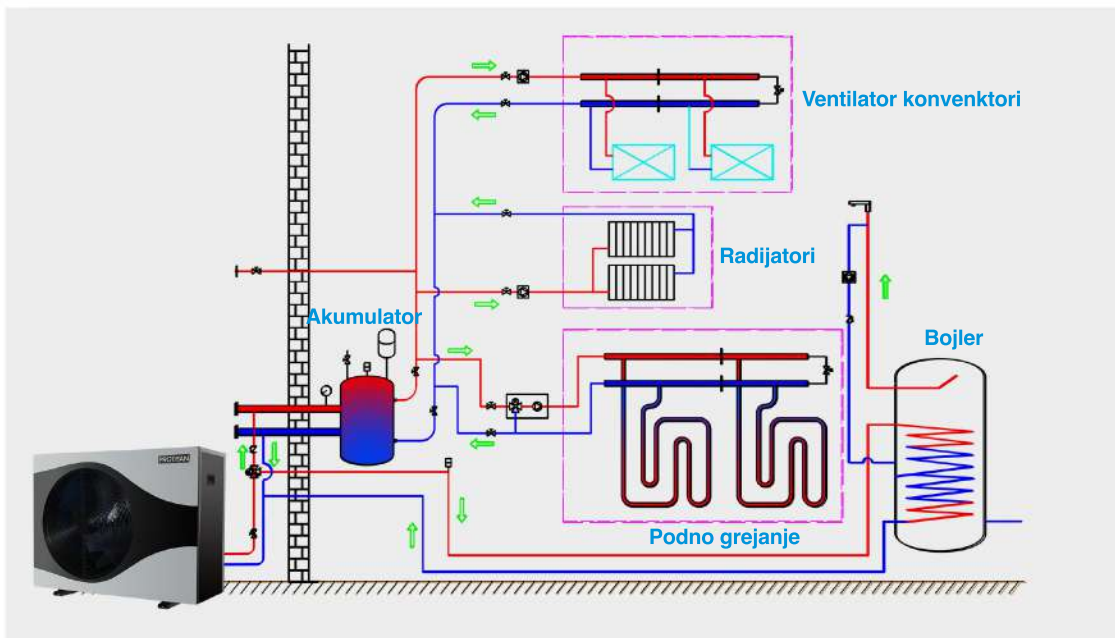 Ventilator konvenktori
Radijatori
Akumulator
Bojler
Podno grejanje